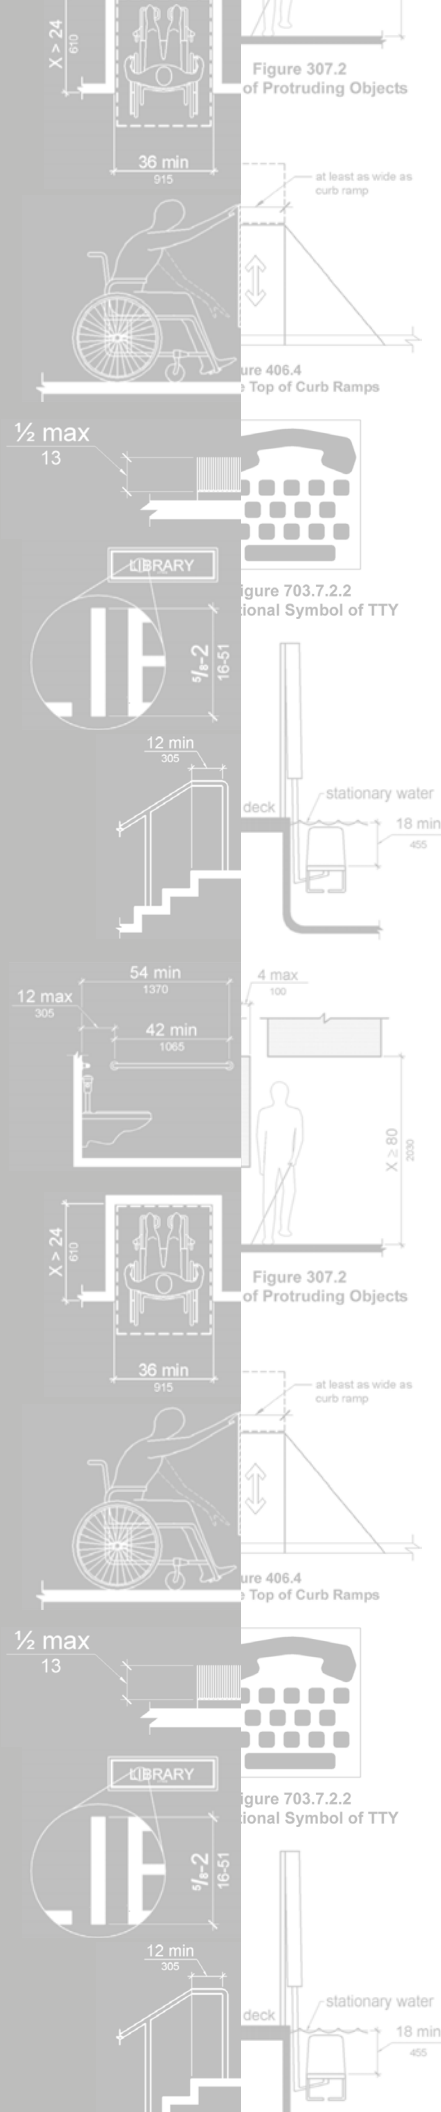 X > 24
610
Figure 307.2
of Protruding Objects
36 min
915
at least as wide as
curb ramp
ure 406.4
e Top of Curb Ramps
½ max
13
LIBRARY
igure 703.7.2.2
tional Symbol of TTY
5/8-2
16-51
12 min
305
deck
stationary water
18 min
455
54 min
1370
4 max
100
12 max
305
42 min
1065
X ≥ 80
2030
X > 24
610
Figure 307.2
of Protruding Objects
36 min
915
at least as wide as
curb ramp
ure 406.4
e Top of Curb Ramps
½ max
13
LIBRARY
igure 703.7.2.2
tional Symbol of TTY
5/8-2
16-51
12 min
305
deck
stationary water
18 min
455